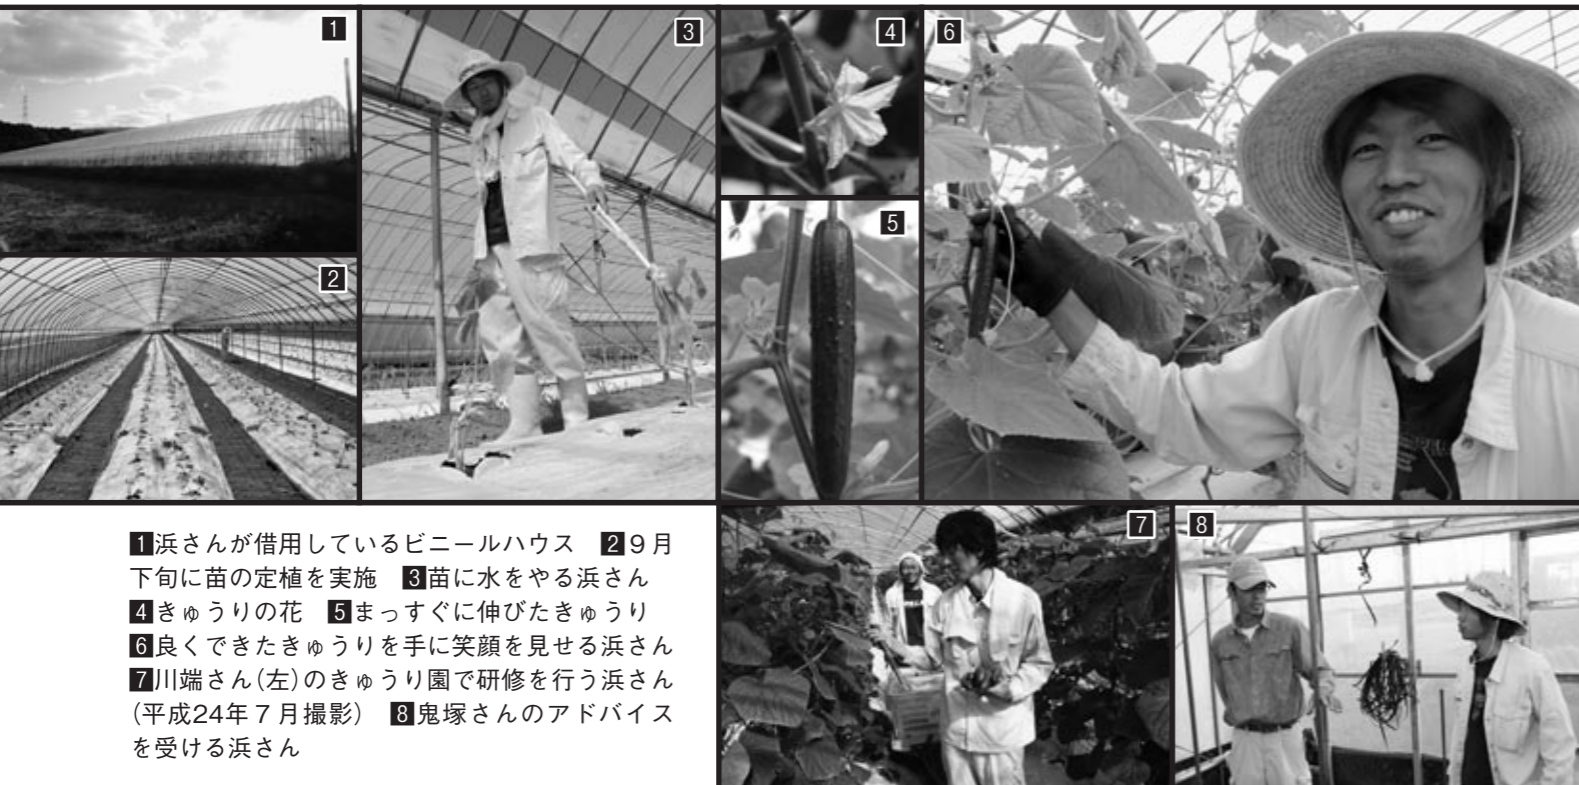 1
2
3
4
5
6
7
8
1浜さんが借用しているビニールハウス 2９月
下旬に苗の定植を実施 3苗に水をやる浜さん
4きゅうりの花 5まっすぐに伸びたきゅうり
6良くできたきゅうりを手に笑顔を見せる浜さん
7川端さん(左)のきゅうり園で研修を行う浜さん
(平成24年７月撮影) 8鬼塚さんのアドバイス
を受ける浜さん